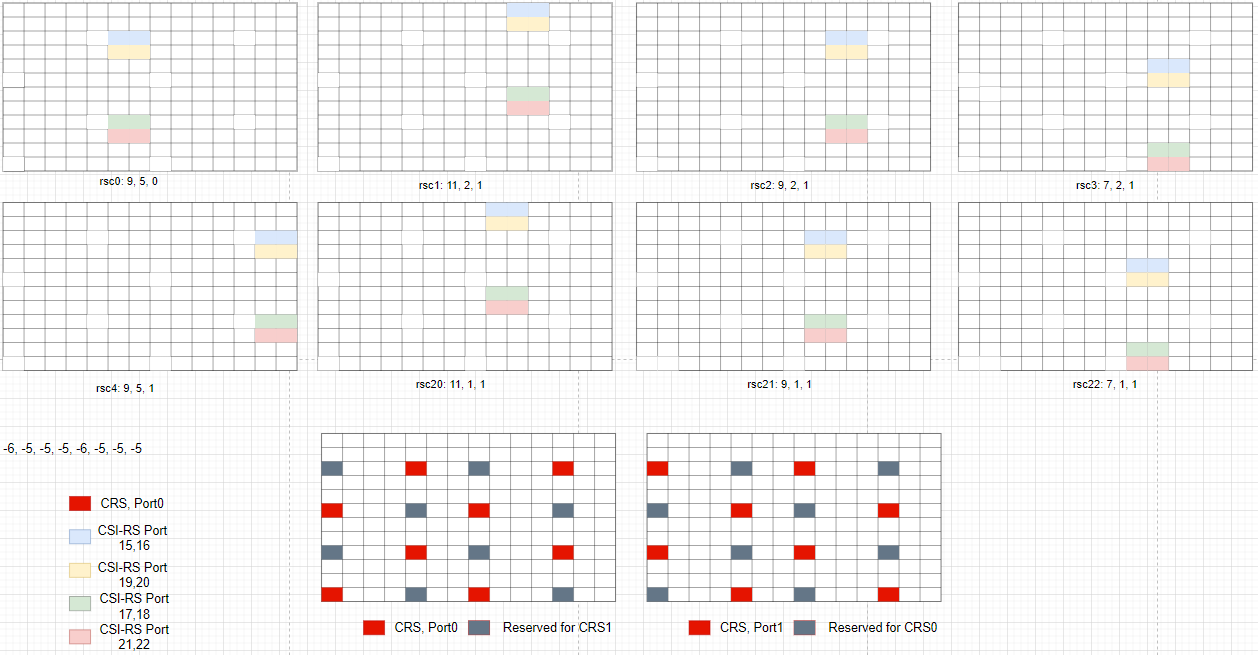 rsc0: 9, 5, 0
rsc1: 11, 2, 1
rsc2: 9, 2, 1
rsc3: 7, 2, 1
rsc4: 9, 5, 1
rsc20: 11, 1, 1
rsc21: 9, 1, 1
rsc22: 7, 1, 1
-6, -5, -5, -5, -6, -5, -5, -5
CRS, Port0
CSI-RS Port
15,16
CSI-RS Port
19,20
CSI-RS Port
17,18
CSI-RS Port
21,22
CRS, Port0
Reserved for CRS1
CRS, Port1
Reserved for CRS0